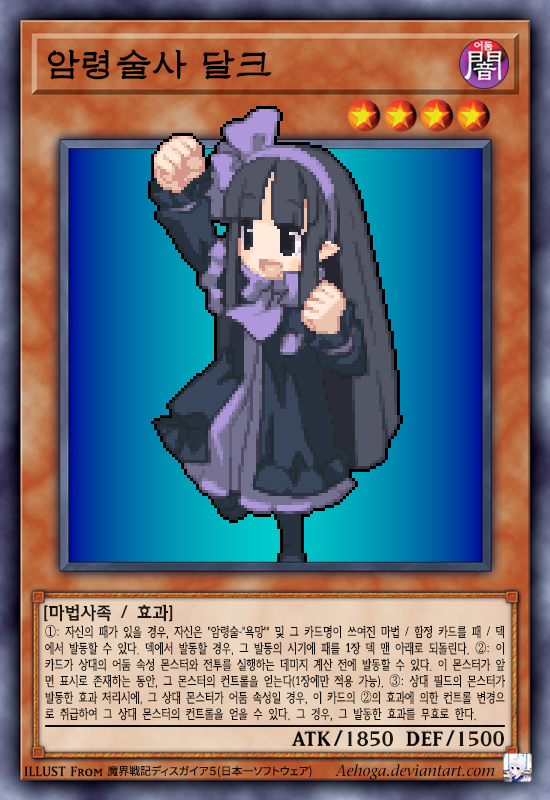 암령술사 달크
어둠
闇
[마법사족 / 효과]
①: 자신의 패가 있을 경우, 자신은 "암령술-"욕망"" 및 그 카드명이 쓰여진 마법 / 함정 카드를 패 / 덱
에서 발동할 수 있다. 덱에서 발동할 경우, 그 발동의 시기에 패를 1장 덱 맨 아래로 되돌린다. ②: 이
카드가 상대의 어둠 속성 몬스터와 전투를 실행하는 데미지 계산 전에 발동할 수 있다. 이 몬스터가 앞
면 표시로 존재하는 동안, 그 몬스터의 컨트롤을 얻는다(1장에만 적용 가능). ③: 상대 필드의 몬스터가
발동한 효과 처리시에, 그 상대 몬스터가 어둠 속성일 경우, 이 카드의 ②의 효과에 의한 컨트롤 변경으
로 취급하여 그 상대 몬스터의 컨트롤을 얻을 수 있다. 그 경우, 그 발동한 효과를 무효로 한다.
ATK/1850 DEF/1500
ILLUST FROM 魔界戦記ディスガイア5(日本一ソフトウェア) Aehoga.deviantart.com